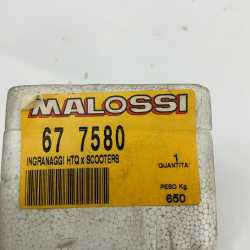 MALOSSI
67 7580
INGRANAGGI HTQ x SCOOTERS
1
QUANTITA'
PESO Kg.
650